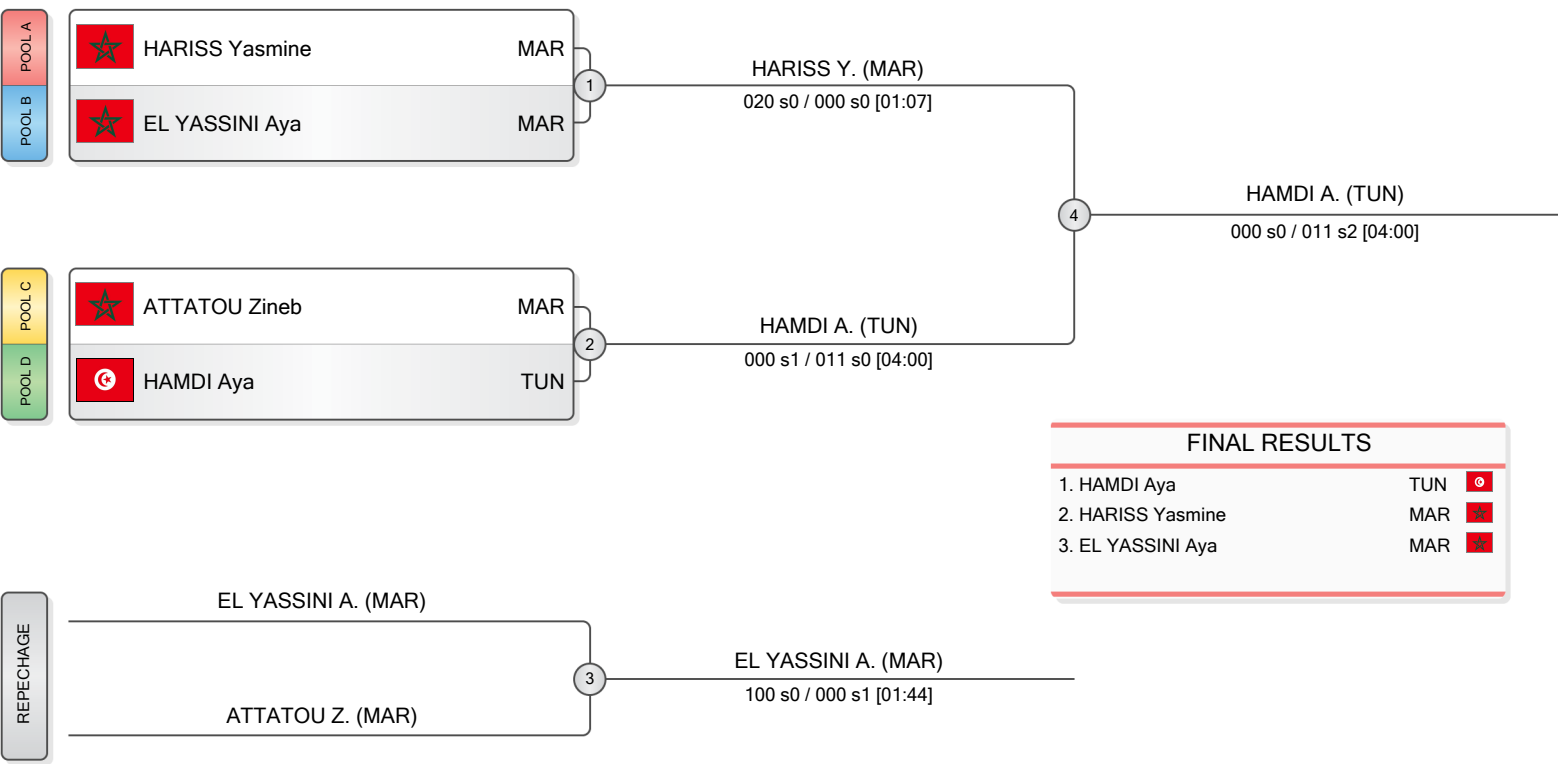 POOL A
HARISS Yasmine MAR
1
HARISS Y. (MAR)
020 s0 / 000 s0 [01:07]
POOL B
EL YASSINI Aya MAR
4
HAMDI A. (TUN)
000 s0 / 011 s2 [04:00]
POOL C
ATTATOU Zineb MAR
2
HAMDI A. (TUN)
000 s1 / 011 s0 [04:00]
POOL D
HAMDI Aya TUN
FINAL RESULTS
1. HAMDI Aya TUN
2. HARISS Yasmine MAR
3. EL YASSINI Aya MAR
REPECHAGE
EL YASSINI A. (MAR)
3
EL YASSINI A. (MAR)
100 s0 / 000 s1 [01:44]
ATTATOU Z. (MAR)